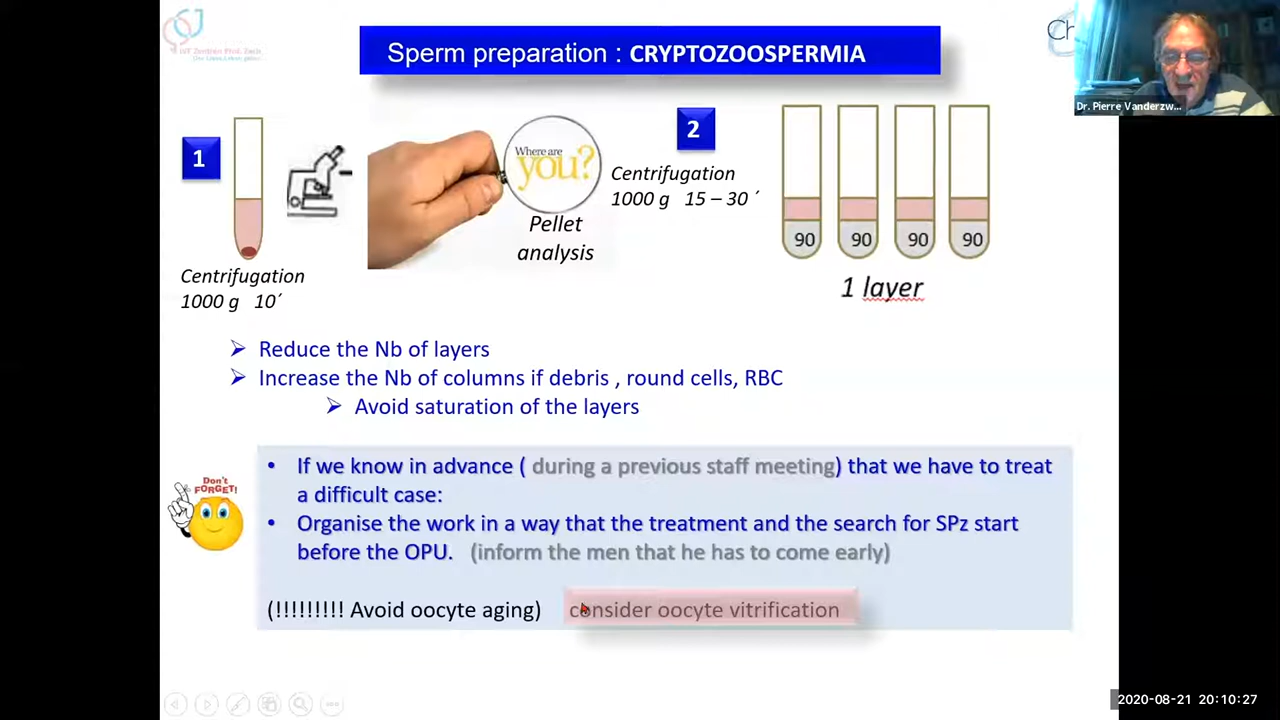 IVF Zentren Prof. Zech
Sperm preparation : CRYPTOZOOSPERMIA
Ch
Dr. Pierre Vanderzw...
1
Where are
you?
Pellet
analysis
Centrifugation
1000 g 10´
2
Centrifugation
1000 g 15 – 30 ´
90 90 90 90
1 layer
➢ Reduce the Nb of layers
➢ Increase the Nb of columns if debris , round cells, RBC
➢ Avoid saturation of the layers
Don't
FORGET!
• If we know in advance ( during a previous staff meeting) that we have to treat
a difficult case:
• Organise the work in a way that the treatment and the search for SPz start
before the OPU. (inform the men that he has to come early)
(!!!!!!!!! Avoid oocyte aging) consider oocyte vitrification
2020-08-21 20:10:27